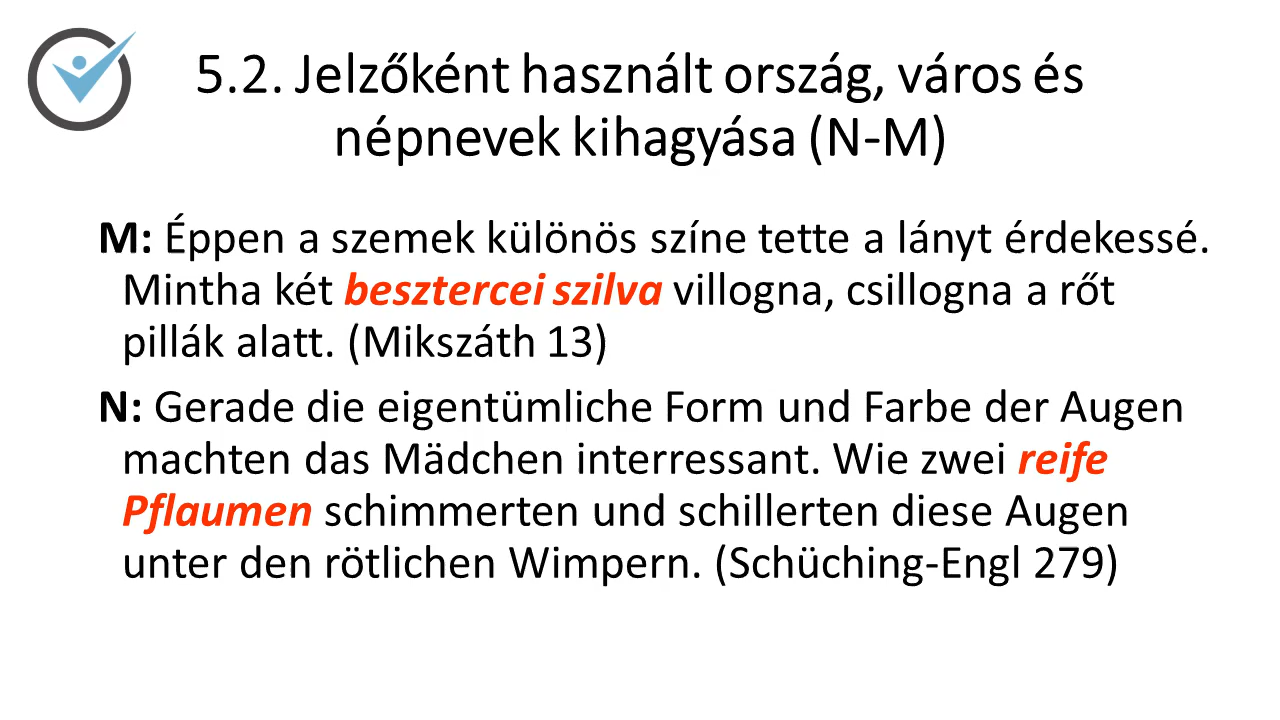 5.2. Jelzőként használt ország, város és
népnevek kihagyása (N-M)
M: Éppen a szemek különös színe tette a lányt érdekessé.
Mintha két besztercei szilva villogna, csillogna a rőt
pillák alatt. (Mikszáth 13)
N: Gerade die eigentümliche Form und Farbe der Augen
machten das Mädchen interressant. Wie zwei reife
Pflaumen schimmerten und schillerten diese Augen
unter den rötlichen Wimpern. (Schüching-Engl 279)